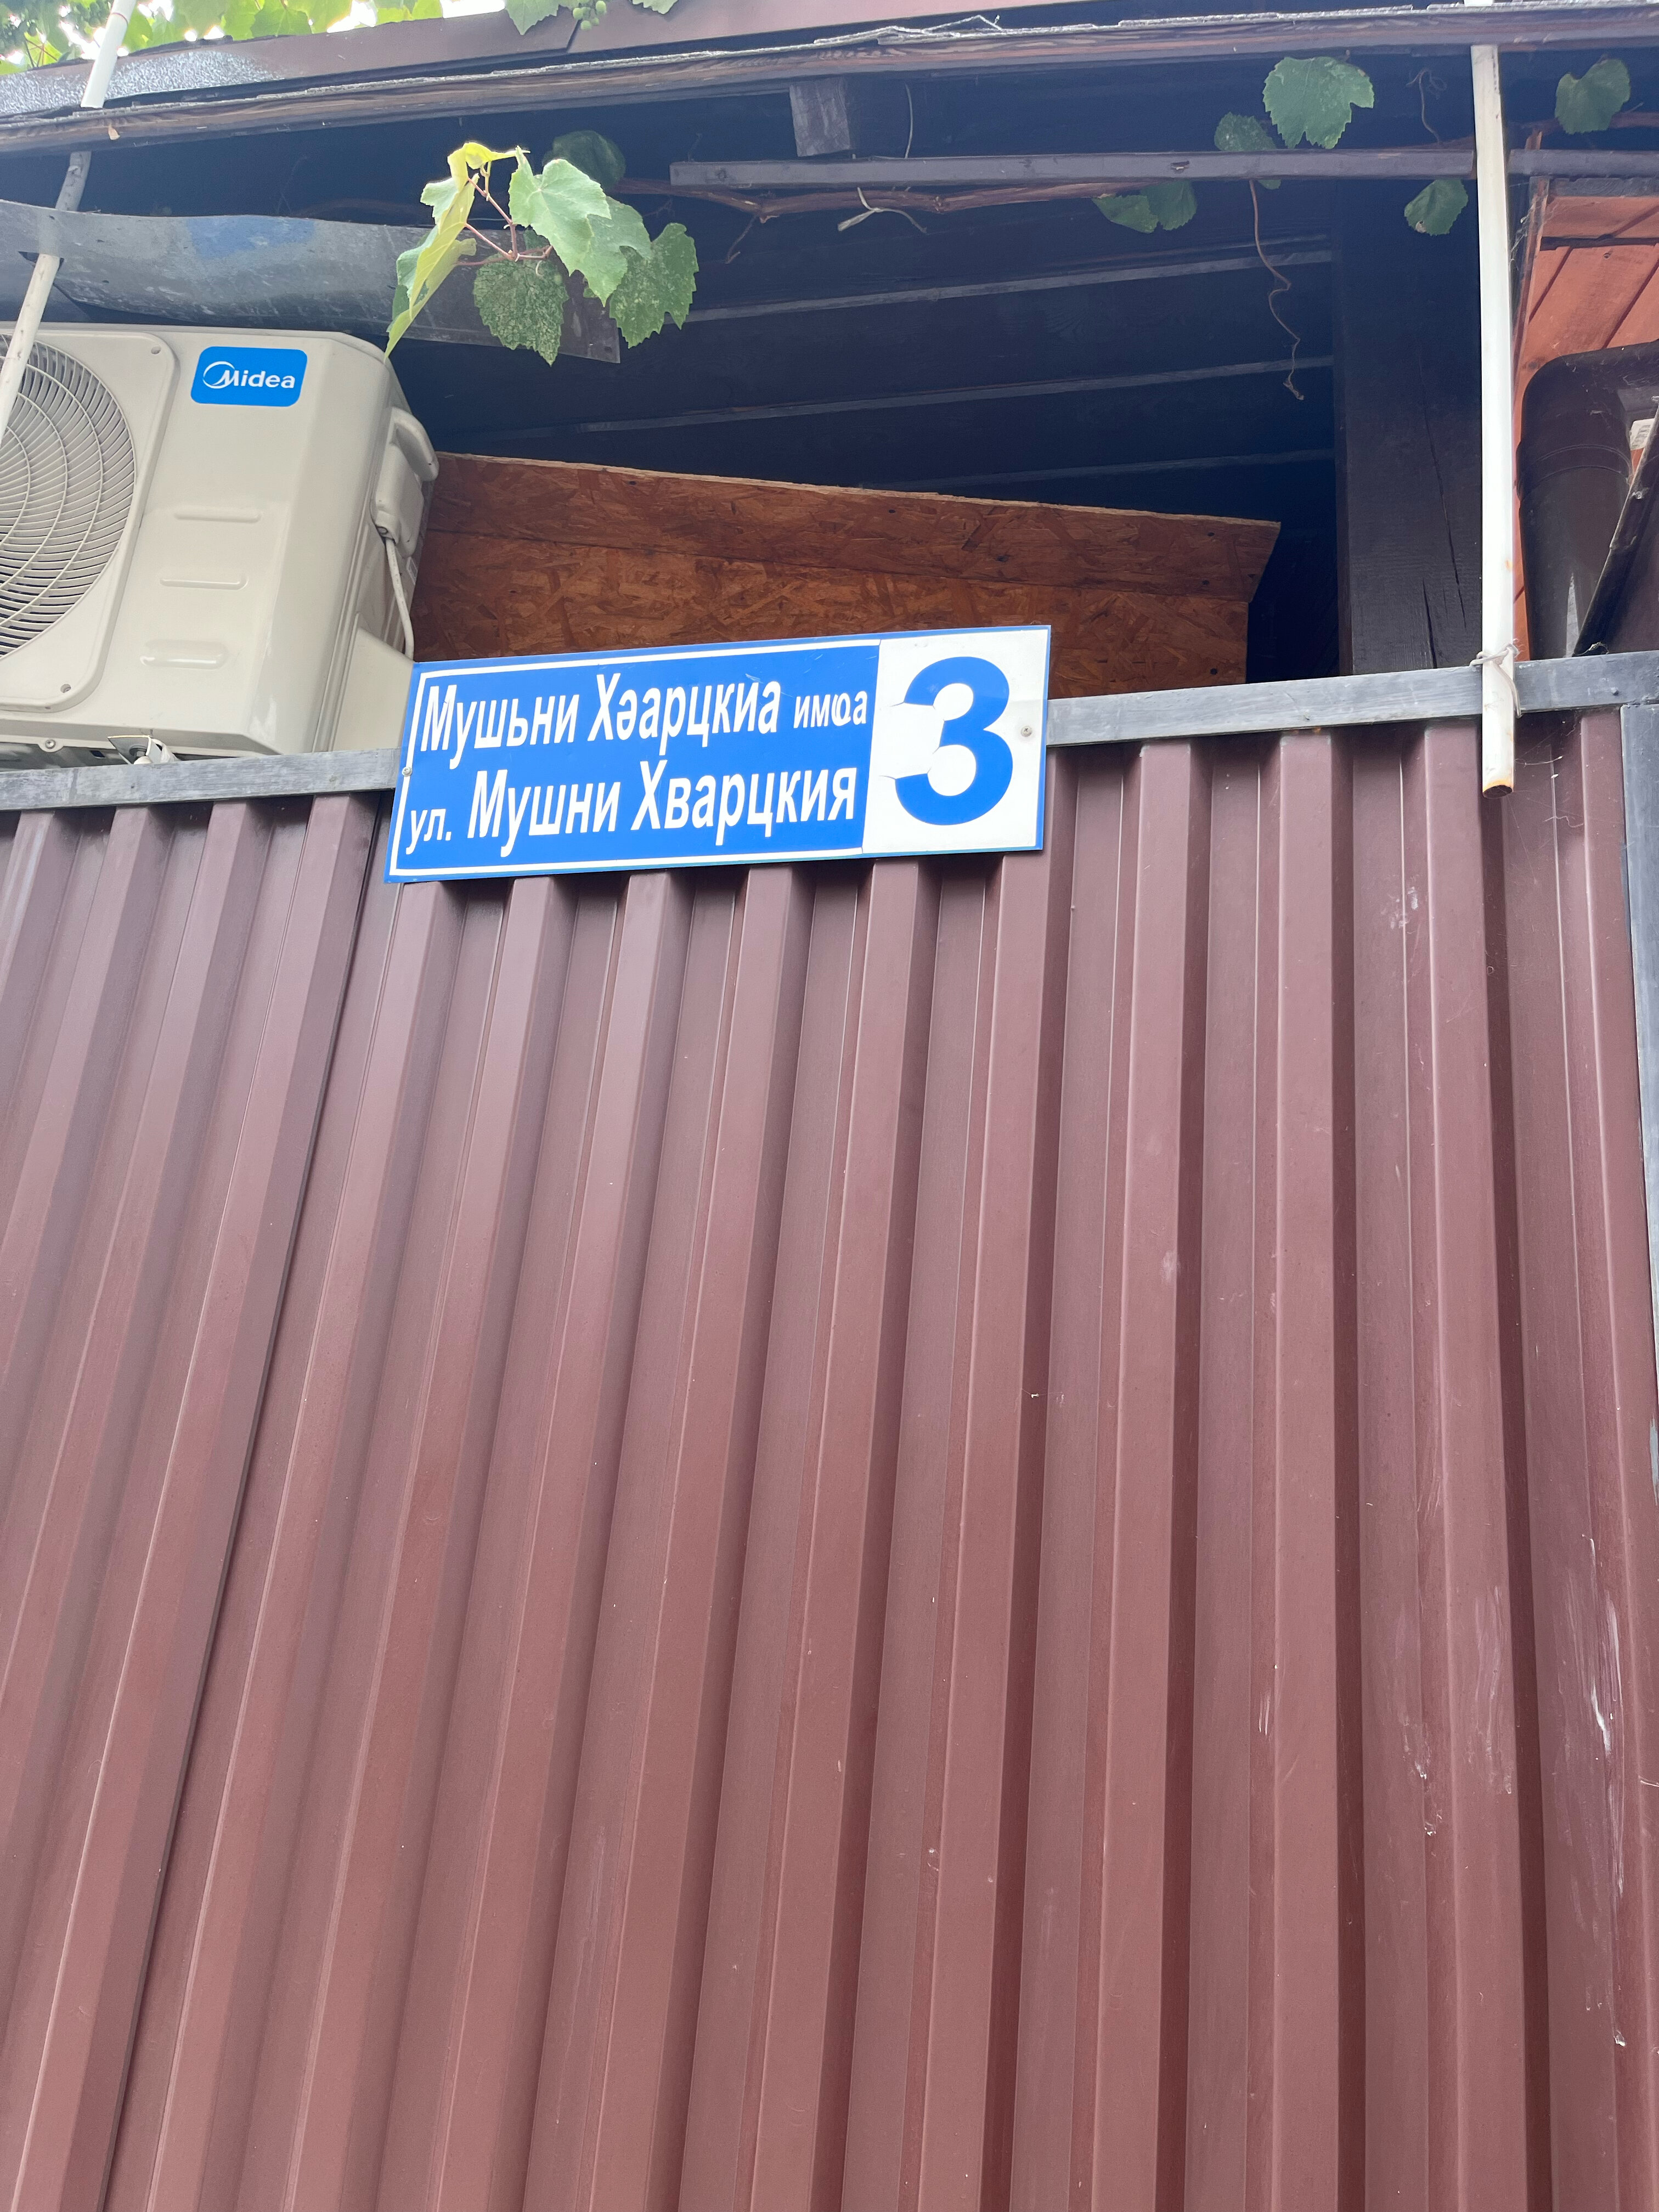 Midea
Мушьни Хәарцкиа имҩа
ул. Мушни Хварцкия
3